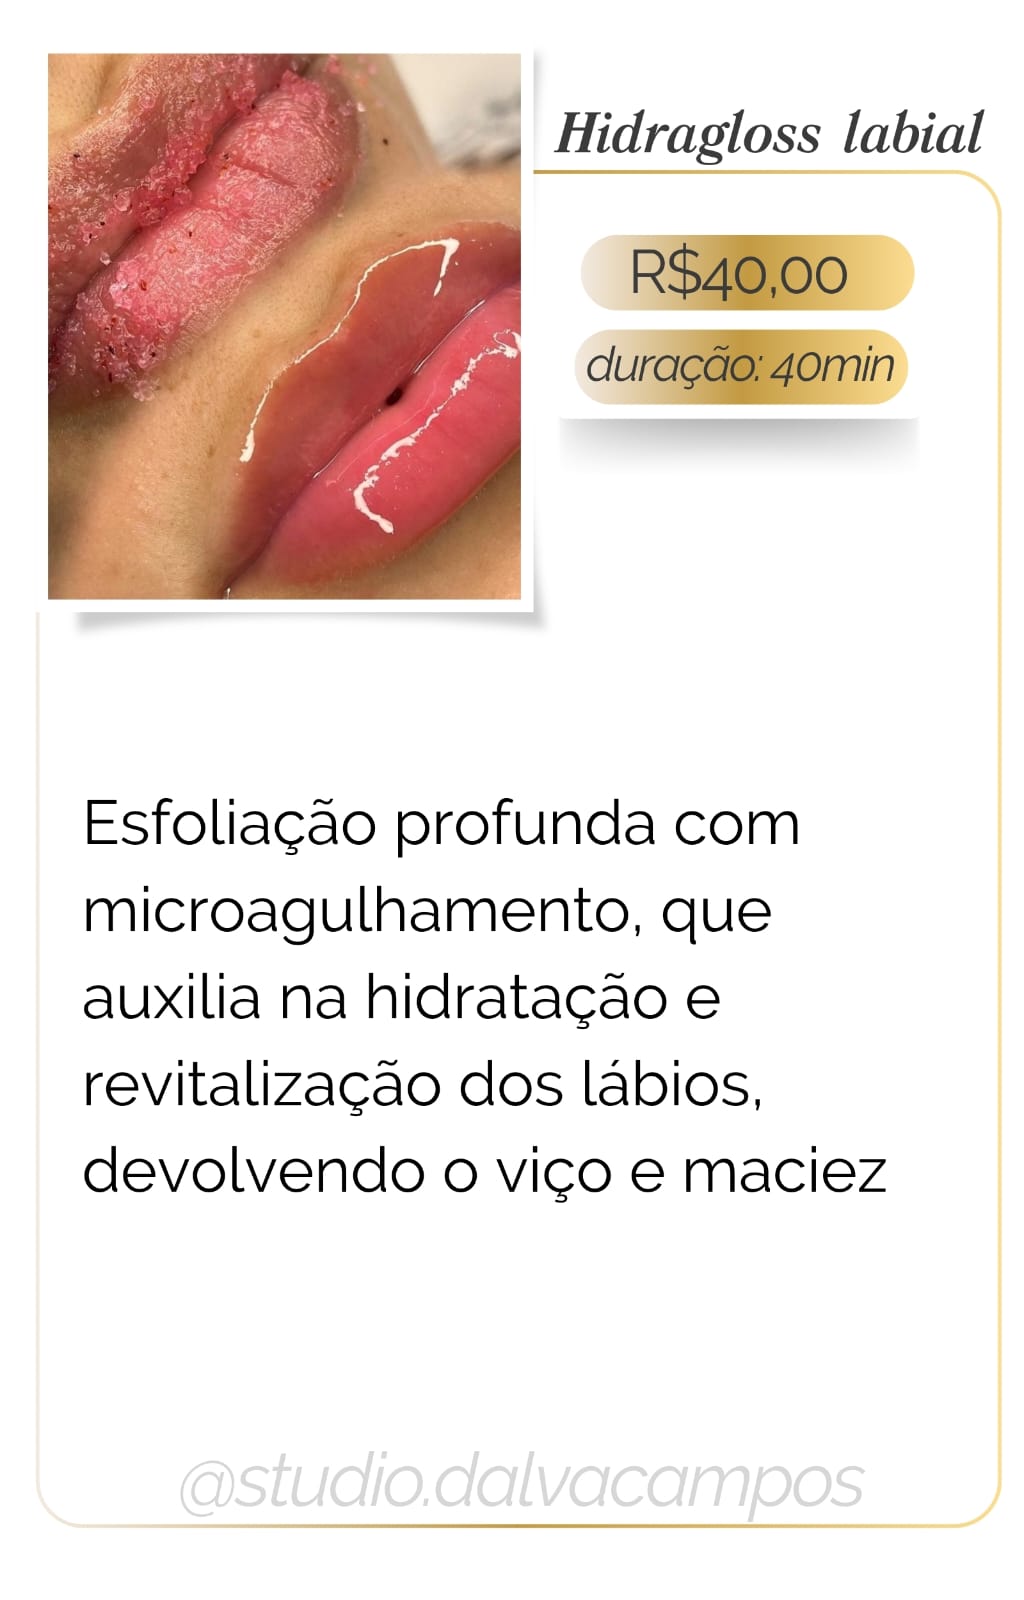 Hidragloss labial
R$40,00
duração: 40min
Esfoliação profunda com
microagulhamento, que
auxilia na hidratação e
revitalização dos lábios,
devolvendo o viço e maciez
@studio.dalvacampos